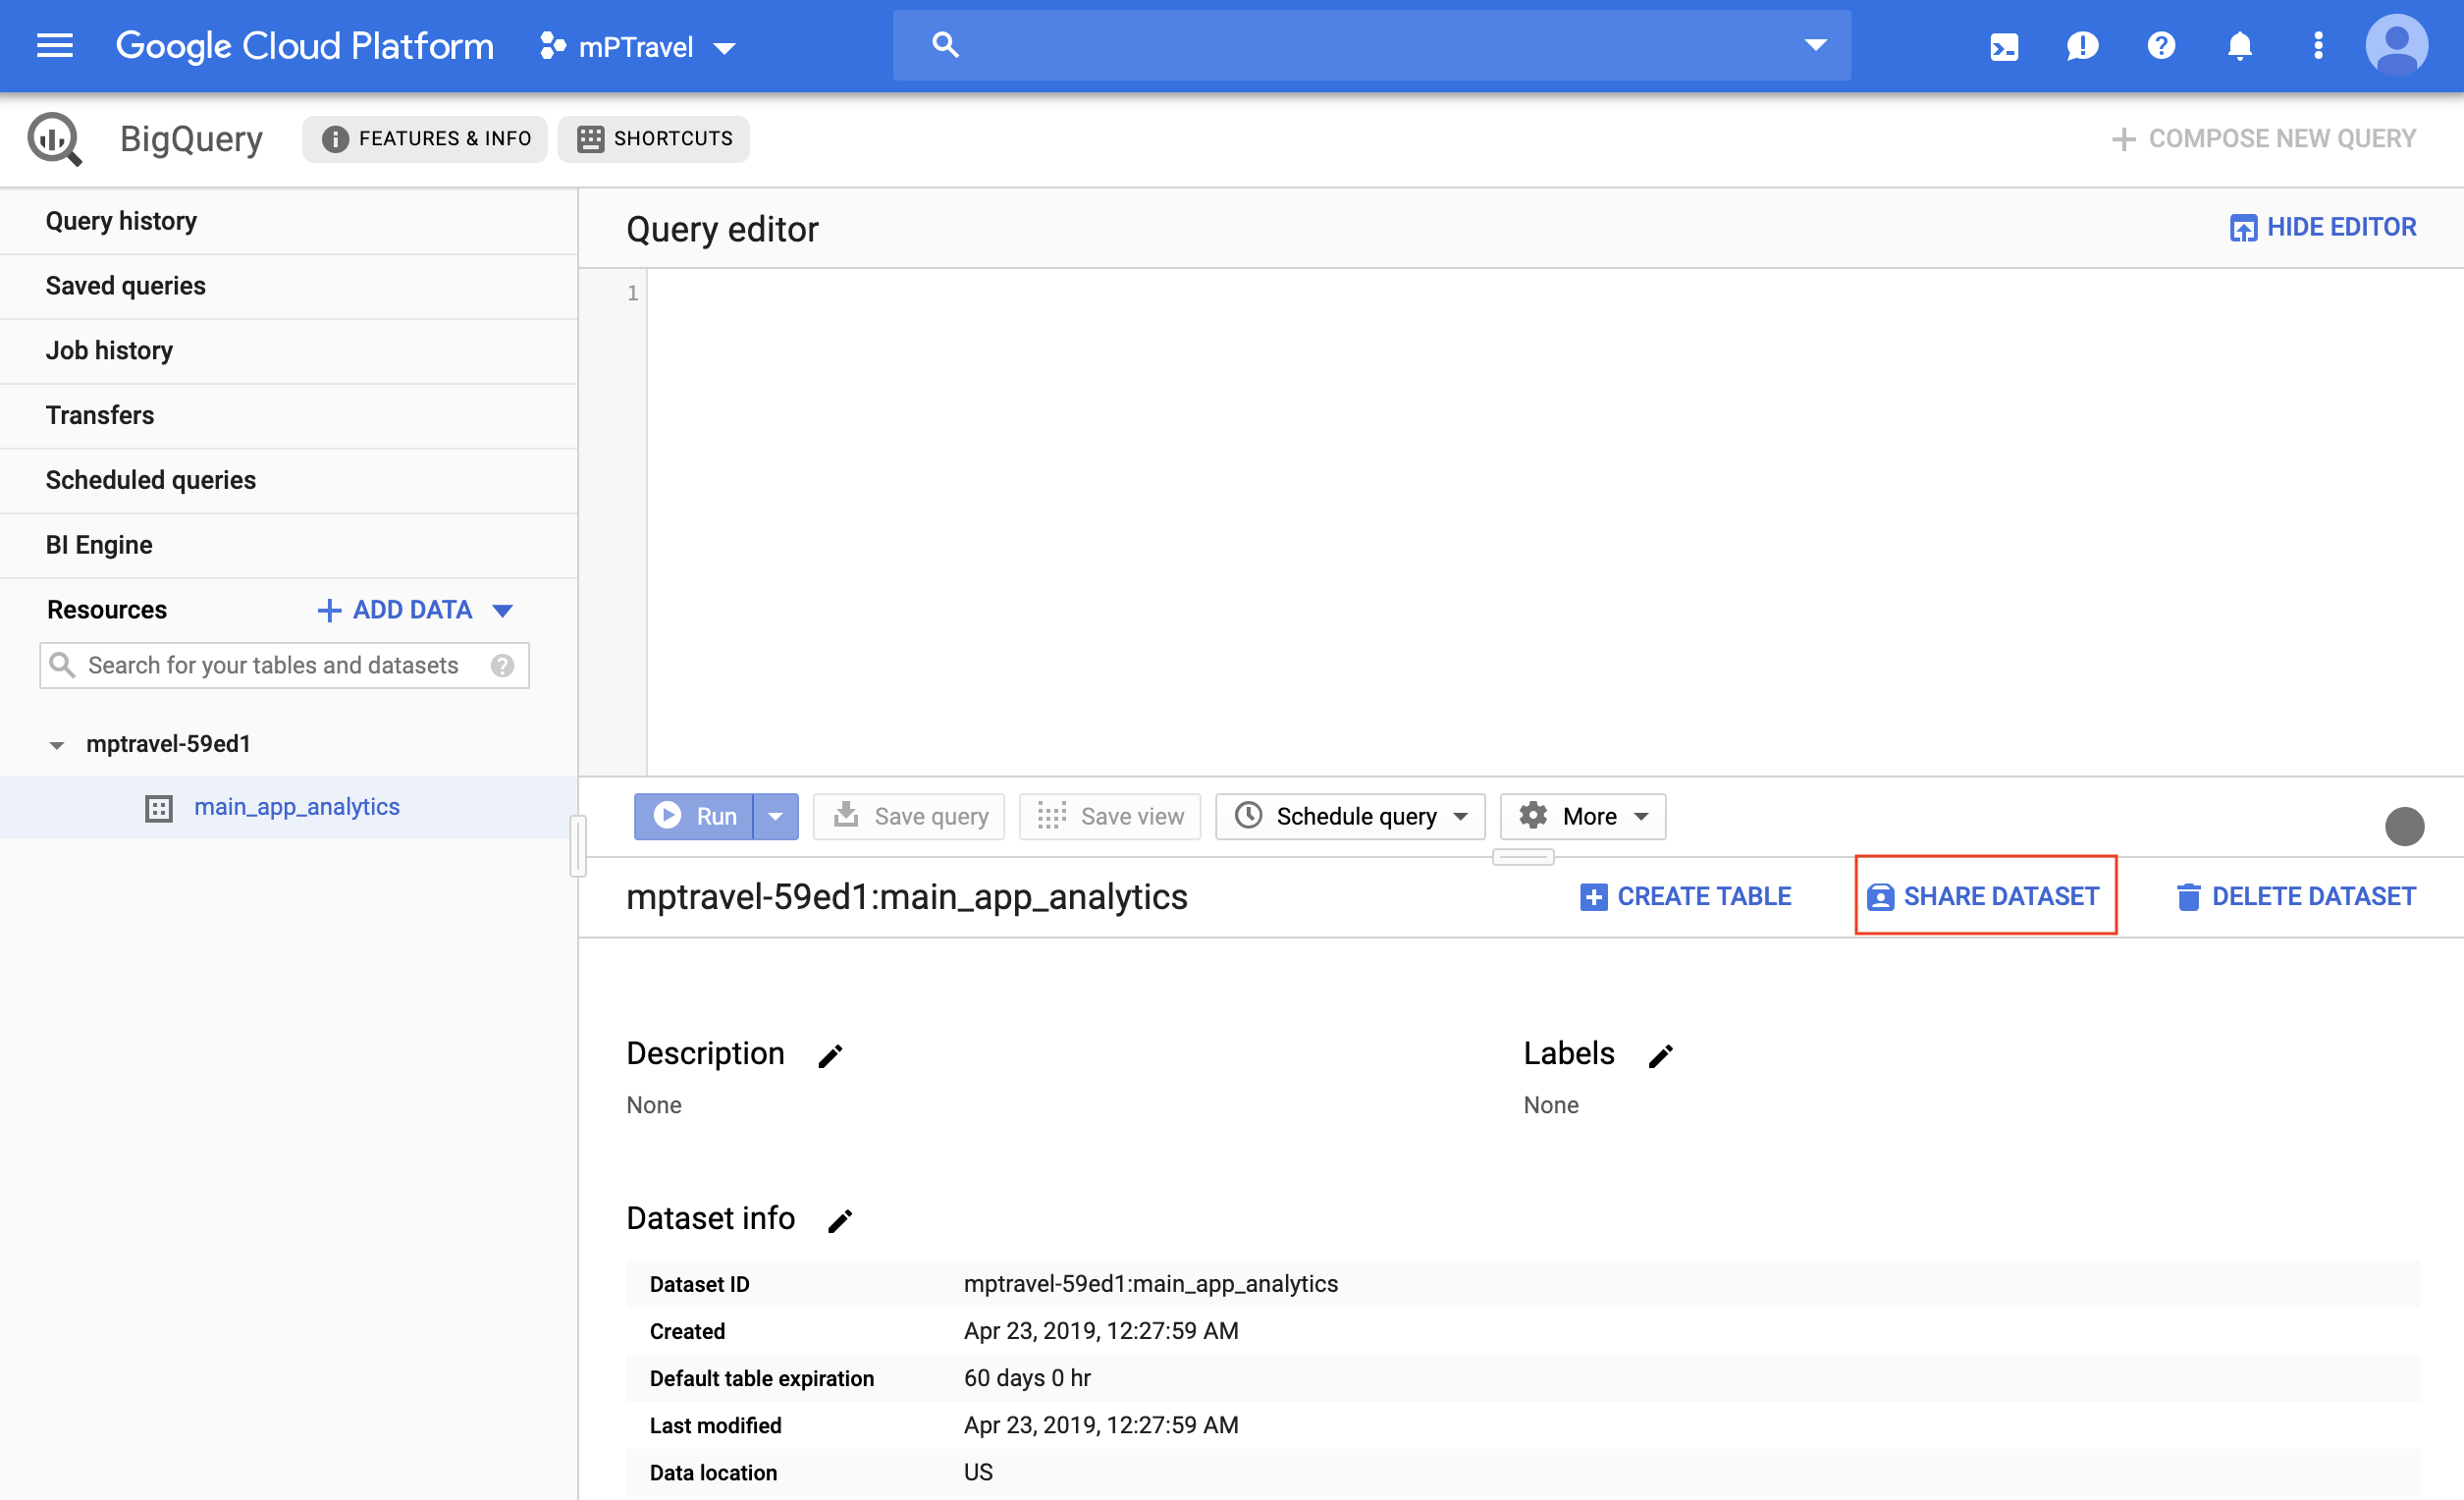 Google Cloud Platform mPTravel
BigQuery FEATURES & INFO SHORTCUTS COMPOSE NEW QUERY
Query history
Saved queries
Job history
Transfers
Scheduled queries
BI Engine
Resources ADD DATA
Search for your tables and datasets
mptravel-59ed1
main_app_analytics
Query editor HIDE EDITOR
1
Run Save query Save view Schedule query More
mptravel-59ed1:main_app_analytics CREATE TABLE SHARE DATASET DELETE DATASET
Description Labels
None None
Dataset info
Dataset ID mptravel-59ed1:main_app_analytics
Created Apr 23, 2019, 12:27:59 AM
Default table expiration 60 days 0 hr
Last modified Apr 23, 2019, 12:27:59 AM
Data location US